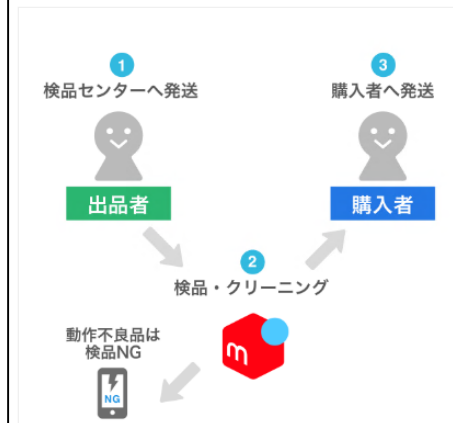 1
検品センターへ発送
出品者
3
購入者へ発送
購入者
2
検品・クリーニング
m
動作不良品は
検品NG
NG